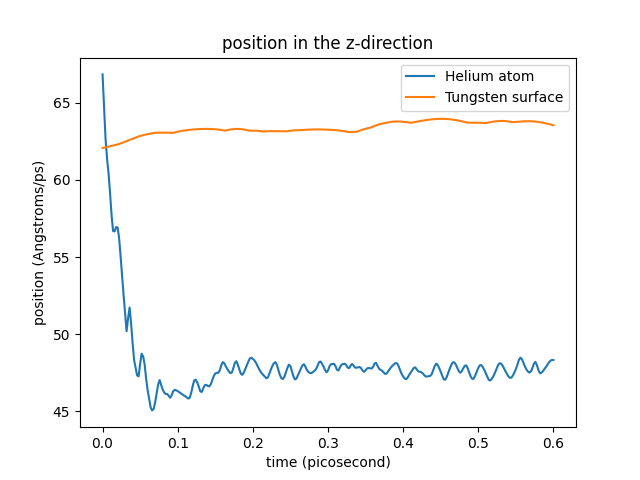 position in the z-direction
Helium atom
Tungsten surface
position (Angstroms/ps)
65
60
55
50
45
0.0 0.1 0.2 0.3 0.4 0.5 0.6
time (picosecond)